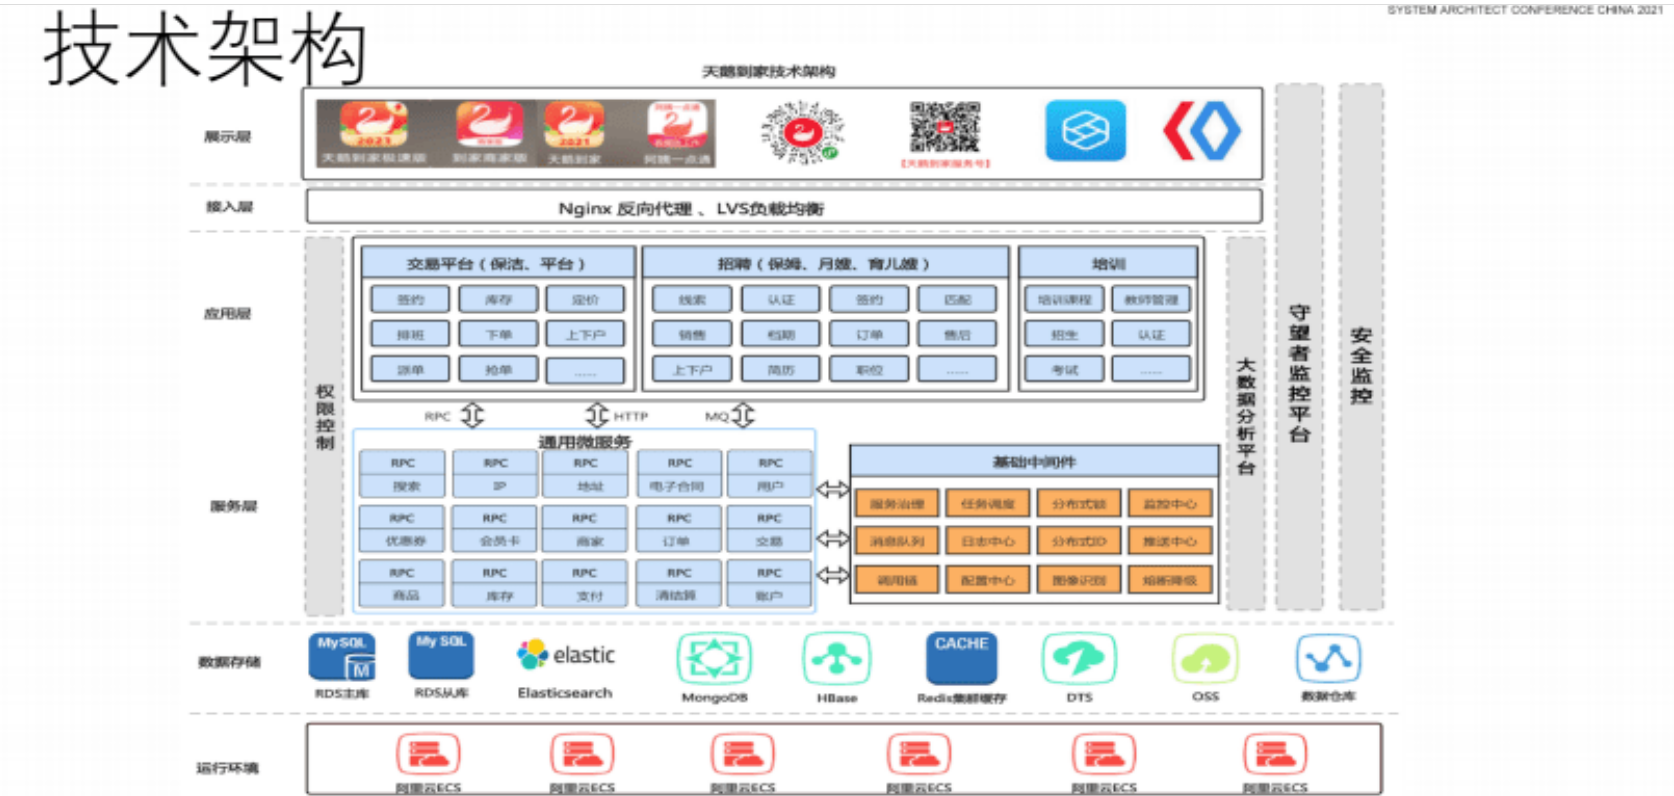 SYSTEM ARCHITECT CONFERENCE CHINA 2021
技术架构
天鹅到家技术架构
展示层
2021
天鹅到家极速版
到家商家版
2021
天鹅到家
阿姨一点通
阿姨一点通
【天鹅到家服务号】
接入层
Nginx 反向代理 、LVS负载均衡
应用层
权限控制
交易平台（保洁、平台）
签约 库存 定价
排班 下单 上下户
派单 抢单 ......
招聘（保姆、月嫂、育儿嫂）
线索 认证 签约 匹配
销售 档期 订单 售后
上下户 简历 职位 ......
培训
培训课程 教师管理
招生 认证
考试 ......
大数据分析平台
守望者监控平台
安全监控
RPC HTTP MQ
服务层
通用微服务
RPC RPC RPC RPC RPC
搜索 IP 地址 电子合同 用户
RPC RPC RPC RPC RPC
优惠券 会员卡 商家 订单 交易
RPC RPC RPC RPC RPC
商品 库存 支付 清结算 账户
基础中间件
服务治理 任务调度 分布式锁 监控中心
消息队列 日志中心 分布式ID 推送中心
调用链 配置中心 图像识别 熔断降级
数据存储
MySQL
M
RDS主库
My SQL
RDS从库
elastic
Elasticsearch
MongoDB
HBase
CACHE
Redis集群缓存
DTS
OSS
数据仓库
运行环境
阿里云ECS 阿里云ECS 阿里云ECS 阿里云ECS 阿里云ECS 阿里云ECS